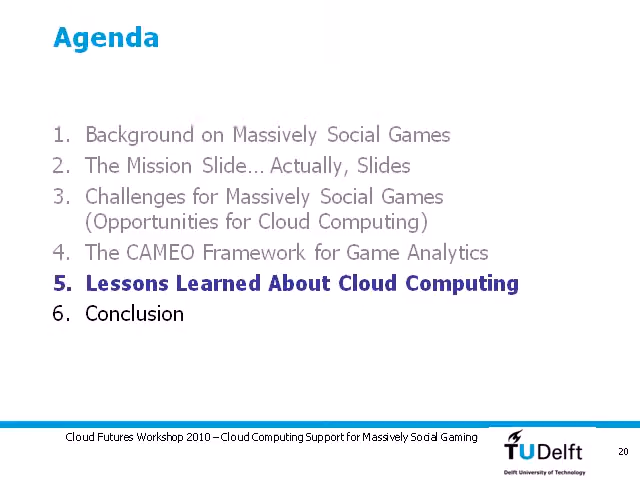 Agenda
1. Background on Massively Social Games
2. The Mission Slide... Actually, Slides
3. Challenges for Massively Social Games
(Opportunities for Cloud Computing)
4. The CAMEO Framework for Game Analytics
5. Lessons Learned About Cloud Computing
6. Conclusion
Cloud Futures Workshop 2010 – Cloud Computing Support for Massively Social Gaming
TUDelft
Delft University of Technology
20